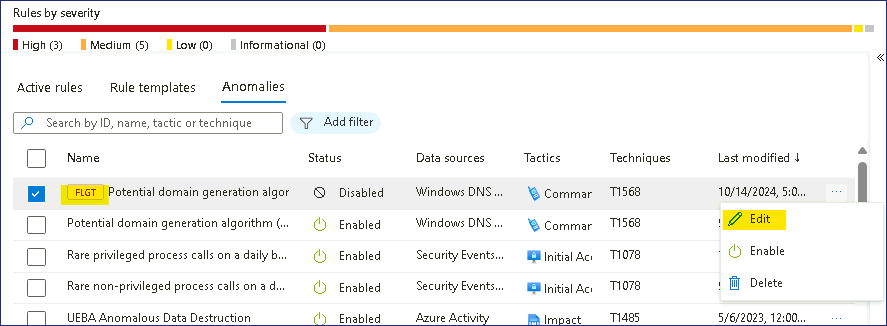 Rules by severity
High (3) Medium (5) Low (0) Informational (0)
«
Active rules Rule templates Anomalies
Search by ID, name, tactic or technique Add filter
Name Status Data sources Tactics Techniques Last modified ↓
FLGT Potential domain generation algor Disabled Windows DNS ... Commar T1568 10/14/2024, 5:0... ...
Potential domain generation algorithm (... Enabled Windows DNS ... Commar T1568
Edit
Rare privileged process calls on a daily b... Enabled Security Events... Initial Acc T1078
Enable
Rare non-privileged process calls on a d... Enabled Security Events... Initial Acc T1078
Delete
UEBA Anomalous Data Destruction Enabled Azure Activity Impact T1485 5/6/2023, 12:00... ...